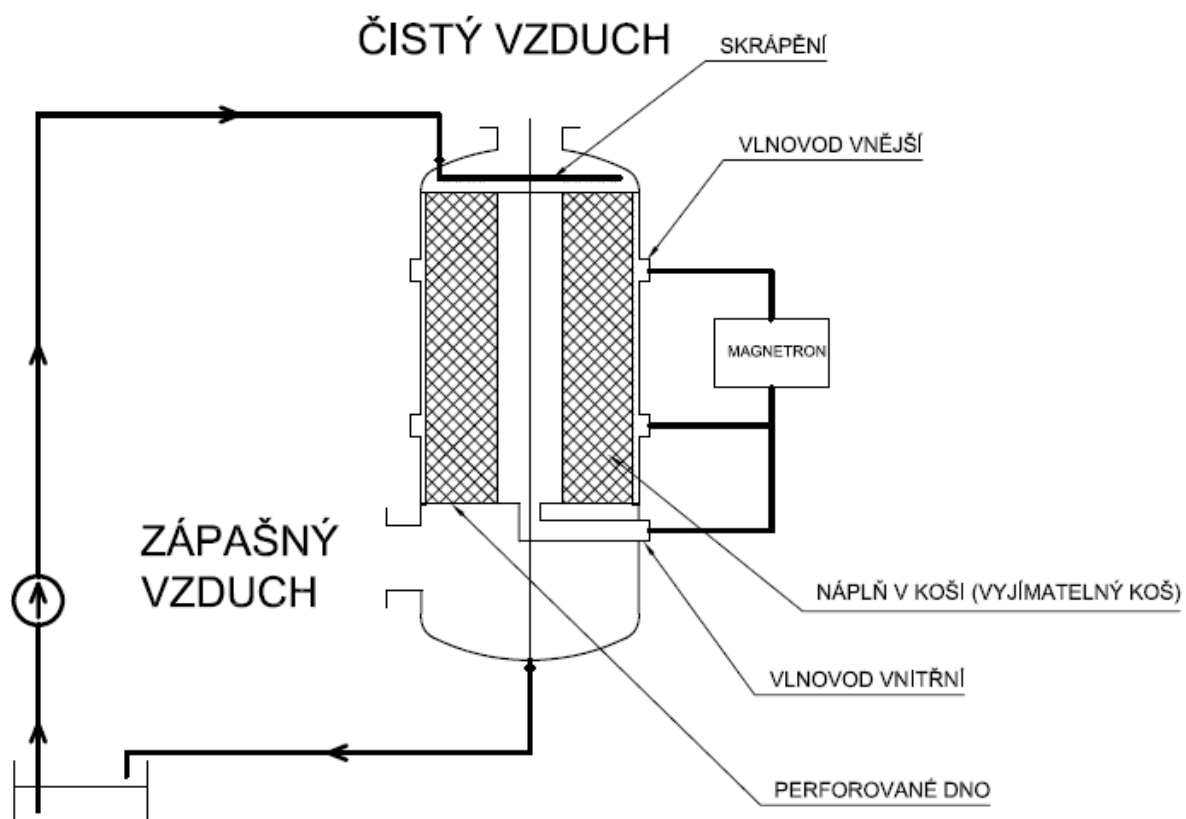 ČISTÝ VZDUCH
SKRÁPĚNÍ
VLNOVOD VNĚJŠÍ
MAGNETRON
ZÁPAŠNÝ
VZDUCH
NÁPLŇ V KOŠI (VYJÍMATELNÝ KOŠ)
VLNOVOD VNITŘNÍ
PERFOROVANÉ DNO